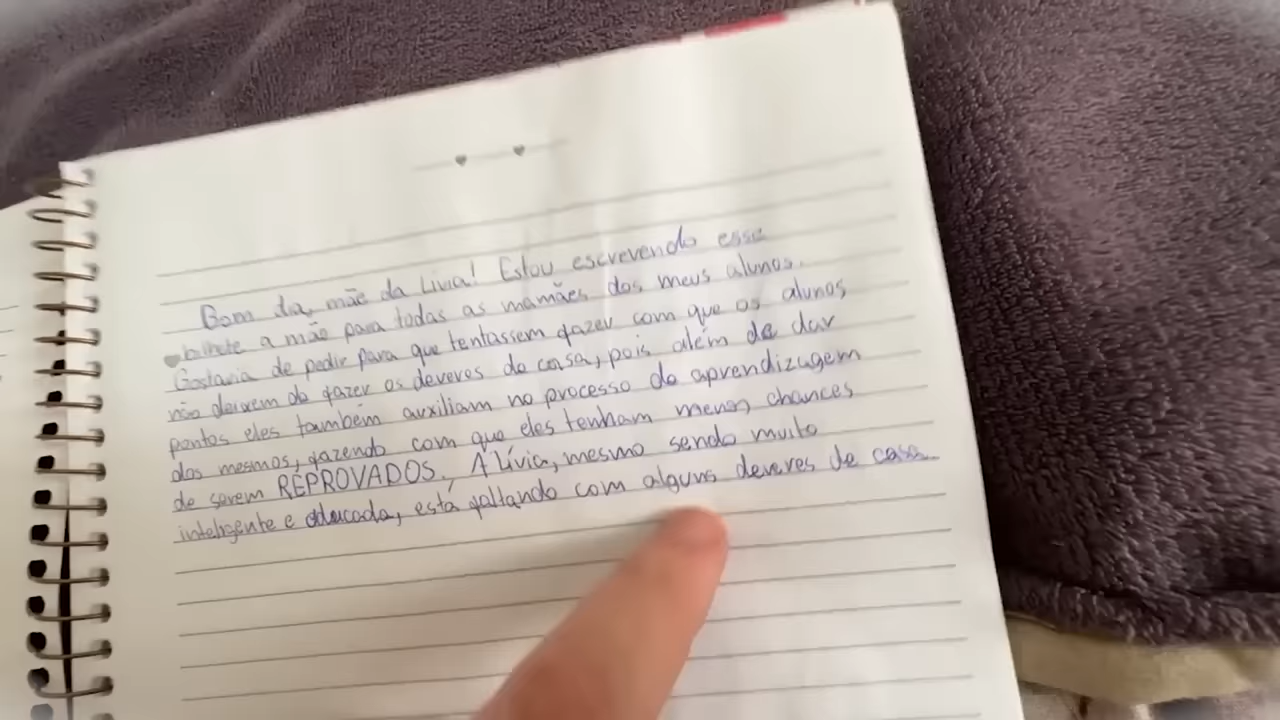 Bom dia, mãe da Lívia! Estou escrevendo esse
bilhete a mão para todas as mamães dos meus alunos.
Gostaria de pedir para que tentassem fazer com que os alunos
não deixem de fazer os deveres de casa, pois além de dar
pontos eles também auxiliam no processo de aprendizagem
dos mesmos, fazendo com que eles tenham menos chances
de serem REPROVADOS. A Lívia, mesmo sendo muito
inteligente e educada, está faltando com alguns deveres de casa